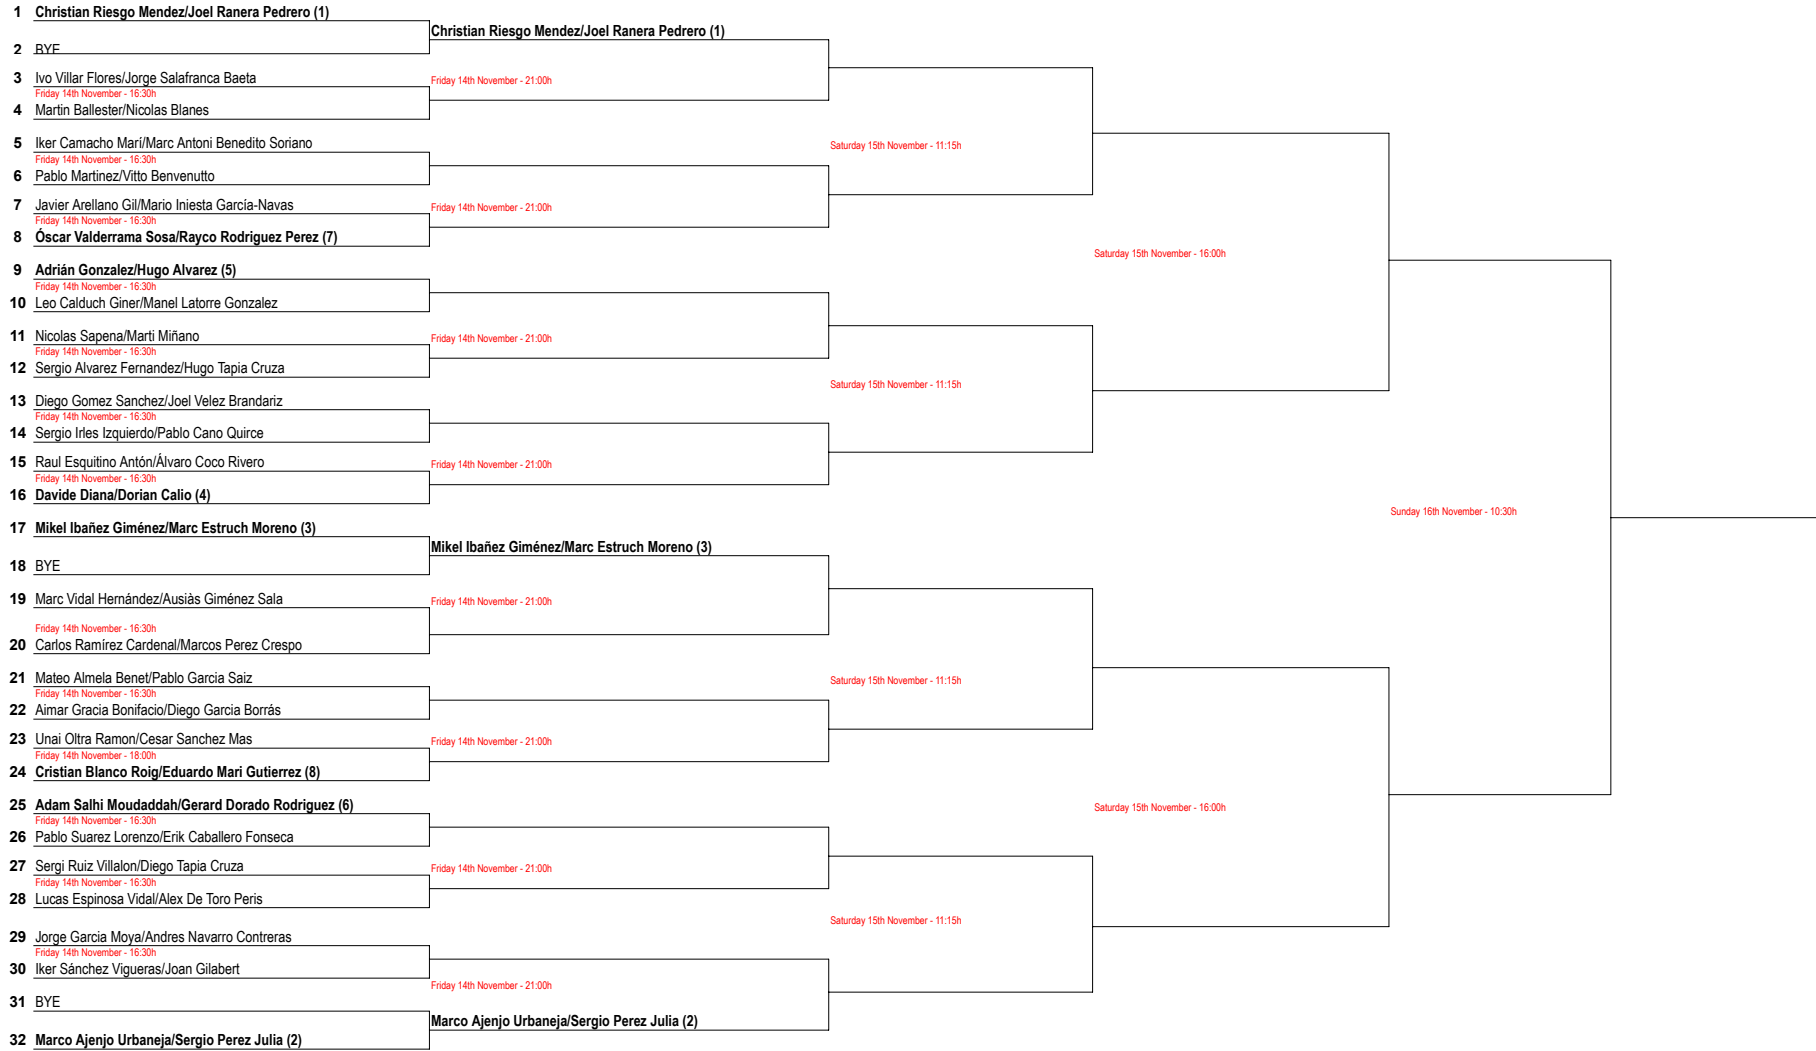 1 Christian Riesgo Mendez/Joel Ranera Pedrero (1)
Christian Riesgo Mendez/Joel Ranera Pedrero (1)
2 BYE
3 Ivo Villar Flores/Jorge Salafranca Baeta
Friday 14th November - 21:00h
Friday 14th November - 16:30h
4 Martin Ballester/Nicolas Blanes
5 Iker Camacho Marí/Marc Antoni Benedito Soriano
Saturday 15th November - 11:15h
Friday 14th November - 16:30h
6 Pablo Martinez/Vitto Benvenutto
7 Javier Arellano Gil/Mario Iniesta García-Navas
Friday 14th November - 21:00h
Friday 14th November - 16:30h
8 Óscar Valderrama Sosa/Rayco Rodriguez Perez (7)
Saturday 15th November - 16:00h
9 Adrián Gonzalez/Hugo Alvarez (5)
Friday 14th November - 16:30h
10 Leo Calduch Giner/Manel Latorre Gonzalez
11 Nicolas Sapena/Marti Miñano
Friday 14th November - 21:00h
Friday 14th November - 16:30h
12 Sergio Alvarez Fernandez/Hugo Tapia Cruza
Saturday 15th November - 11:15h
13 Diego Gomez Sanchez/Joel Velez Brandariz
Friday 14th November - 16:30h
14 Sergio Irles Izquierdo/Pablo Cano Quirce
15 Raul Esquitino Antón/Álvaro Coco Rivero
Friday 14th November - 21:00h
Friday 14th November - 16:30h
16 Davide Diana/Dorian Calio (4)
Sunday 16th November - 10:30h
17 Mikel Ibañez Giménez/Marc Estruch Moreno (3)
Mikel Ibañez Giménez/Marc Estruch Moreno (3)
18 BYE
19 Marc Vidal Hernández/Ausiàs Giménez Sala
Friday 14th November - 21:00h
Friday 14th November - 16:30h
20 Carlos Ramírez Cardenal/Marcos Perez Crespo
21 Mateo Almela Benet/Pablo Garcia Saiz
Saturday 15th November - 11:15h
Friday 14th November - 16:30h
22 Aimar Gracia Bonifacio/Diego Garcia Borrás
23 Unai Oltra Ramon/Cesar Sanchez Mas
Friday 14th November - 21:00h
Friday 14th November - 18:00h
24 Cristian Blanco Roig/Eduardo Mari Gutierrez (8)
25 Adam Salhi Moudaddah/Gerard Dorado Rodriguez (6)
Saturday 15th November - 16:00h
Friday 14th November - 16:30h
26 Pablo Suarez Lorenzo/Erik Caballero Fonseca
27 Sergi Ruiz Villalon/Diego Tapia Cruza
Friday 14th November - 21:00h
Friday 14th November - 16:30h
28 Lucas Espinosa Vidal/Alex De Toro Peris
Saturday 15th November - 11:15h
29 Jorge Garcia Moya/Andres Navarro Contreras
Friday 14th November - 16:30h
30 Iker Sánchez Vigueras/Joan Gilabert
Friday 14th November - 21:00h
31 BYE
Marco Ajenjo Urbaneja/Sergio Perez Julia (2)
32 Marco Ajenjo Urbaneja/Sergio Perez Julia (2)